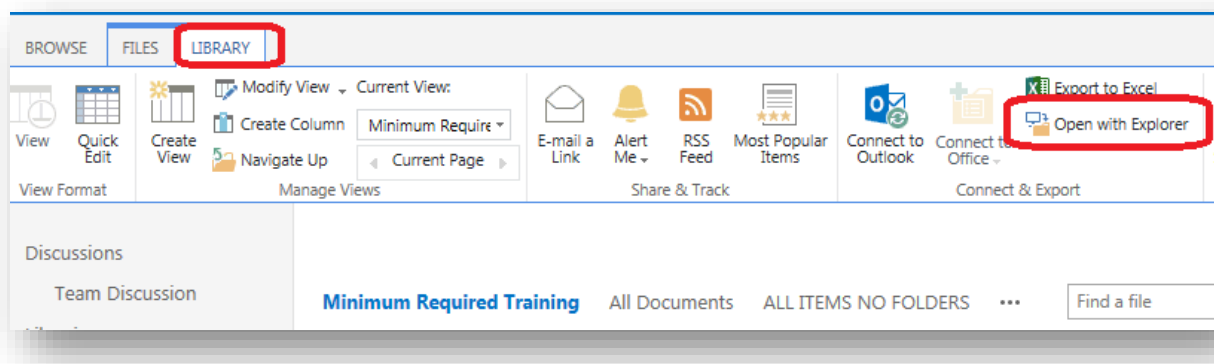 BROWSE FILES LIBRARY
View
Quick Edit
Create View
Modify View
Create Column
Navigate Up
Current View:
Minimum Require
Current Page
E-mail a Link
Alert Me
RSS Feed
Most Popular Items
Connect to Outlook
Connect to Office
Export to Excel
Open with Explorer
View Format
Manage Views
Share & Track
Connect & Export
Discussions
Team Discussion
Minimum Required Training All Documents ALL ITEMS NO FOLDERS ••• Find a file